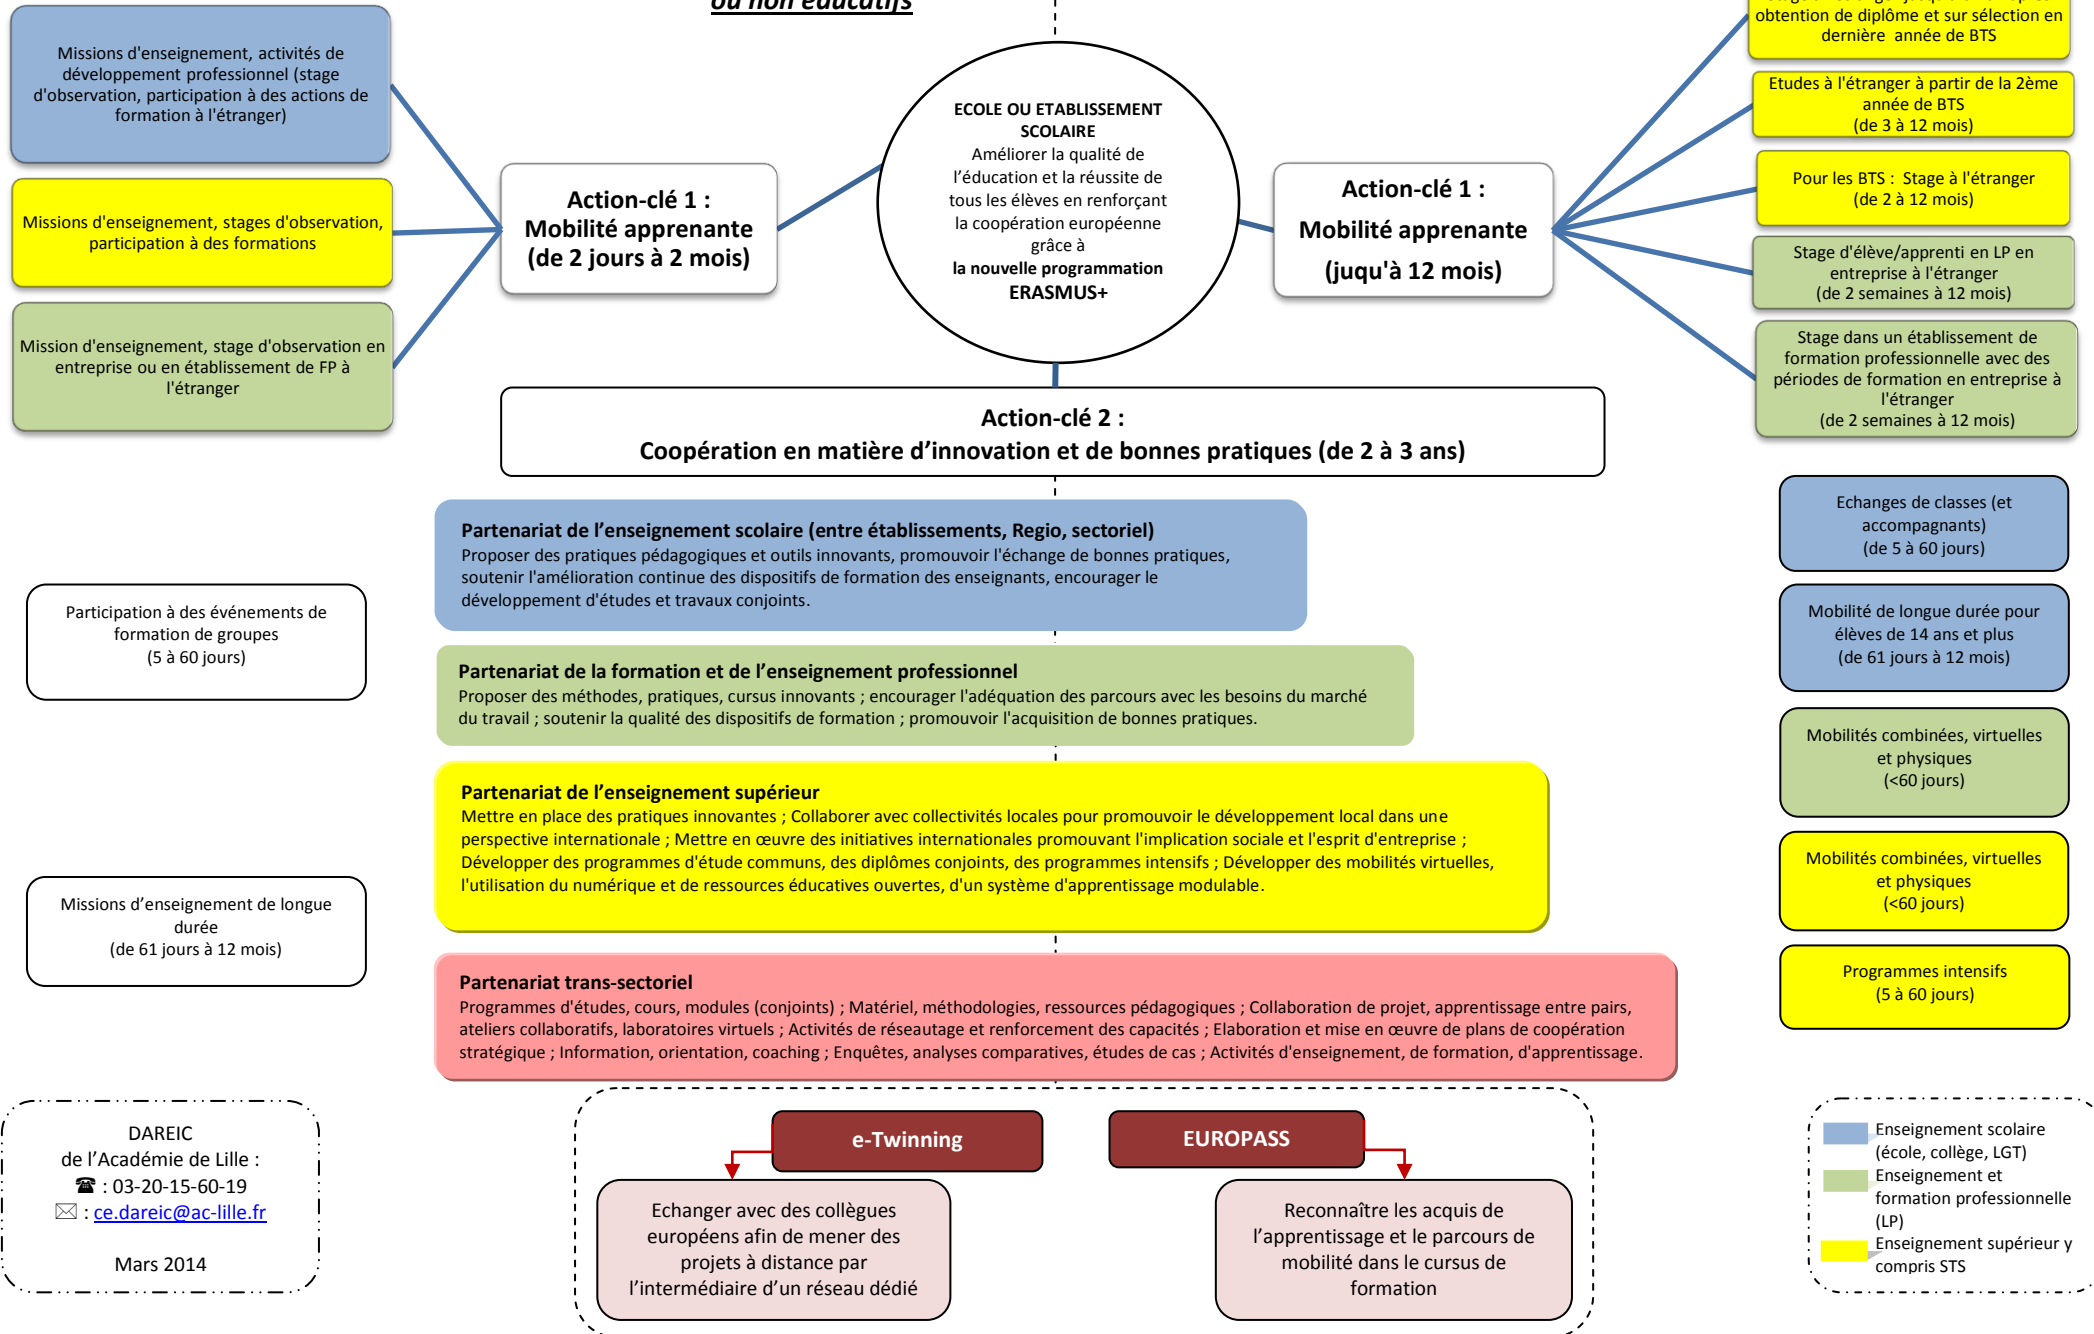 ou non éducatifs
obtention de diplôme et sur sélection en
dernière année de BTS
Missions d'enseignement, activités de
développement professionnel (stage
d'observation, participation à des actions de
formation à l'étranger)
Missions d'enseignement, stages d'observation,
participation à des formations
Mission d'enseignement, stage d'observation en
entreprise ou en établissement de FP à
l'étranger
Action-clé 1 :
Mobilité apprenante
(de 2 jours à 2 mois)
ECOLE OU ETABLISSEMENT
SCOLAIRE
Améliorer la qualité de
l’éducation et la réussite de
tous les élèves en renforçant
la coopération européenne
grâce à
la nouvelle programmation
ERASMUS+
Action-clé 1 :
Mobilité apprenante
(juqu'à 12 mois)
Etudes à l'étranger à partir de la 2ème
année de BTS
(de 3 à 12 mois)
Pour les BTS : Stage à l'étranger
(de 2 à 12 mois)
Stage d'élève/apprenti en LP en
entreprise à l'étranger
(de 2 semaines à 12 mois)
Stage dans un établissement de
formation professionnelle avec des
périodes de formation en entreprise à
l'étranger
(de 2 semaines à 12 mois)
Action-clé 2 :
Coopération en matière d’innovation et de bonnes pratiques (de 2 à 3 ans)
Partenariat de l’enseignement scolaire (entre établissements, Regio, sectoriel)
Proposer des pratiques pédagogiques et outils innovants, promouvoir l'échange de bonnes pratiques,
soutenir l'amélioration continue des dispositifs de formation des enseignants, encourager le
développement d'études et travaux conjoints.
Partenariat de la formation et de l’enseignement professionnel
Proposer des méthodes, pratiques, cursus innovants ; encourager l'adéquation des parcours avec les besoins du marché
du travail ; soutenir la qualité des dispositifs de formation ; promouvoir l'acquisition de bonnes pratiques.
Partenariat de l’enseignement supérieur
Mettre en place des pratiques innovantes ; Collaborer avec collectivités locales pour promouvoir le développement local dans une
perspective internationale ; Mettre en œuvre des initiatives internationales promouvant l'implication sociale et l'esprit d'entreprise ;
Développer des programmes d'étude communs, des diplômes conjoints, des programmes intensifs ; Développer des mobilités virtuelles,
l'utilisation du numérique et de ressources éducatives ouvertes, d'un système d'apprentissage modulable.
Partenariat trans-sectoriel
Programmes d'études, cours, modules (conjoints) ; Matériel, méthodologies, ressources pédagogiques ; Collaboration de projet, apprentissage entre pairs,
ateliers collaboratifs, laboratoires virtuels ; Activités de réseautage et renforcement des capacités ; Elaboration et mise en œuvre de plans de coopération
stratégique ; Information, orientation, coaching ; Enquêtes, analyses comparatives, études de cas ; Activités d'enseignement, de formation, d'apprentissage.
Participation à des événements de
formation de groupes
(5 à 60 jours)
Missions d’enseignement de longue
durée
(de 61 jours à 12 mois)
Echanges de classes (et
accompagnants)
(de 5 à 60 jours)
Mobilité de longue durée pour
élèves de 14 ans et plus
(de 61 jours à 12 mois)
Mobilités combinées, virtuelles
et physiques
(<60 jours)
Mobilités combinées, virtuelles
et physiques
(<60 jours)
Programmes intensifs
(5 à 60 jours)
DAREIC
de l’Académie de Lille :
☎ : 03-20-15-60-19
✉ : ce.dareic@ac-lille.fr
Mars 2014
e-Twinning
EUROPASS
Echanger avec des collègues
européens afin de mener des
projets à distance par
l’intermédiaire d’un réseau dédié
Reconnaître les acquis de
l’apprentissage et le parcours de
mobilité dans le cursus de
formation
Enseignement scolaire
(école, collège, LGT)
Enseignement et
formation professionnelle
(LP)
Enseignement supérieur y
compris STS